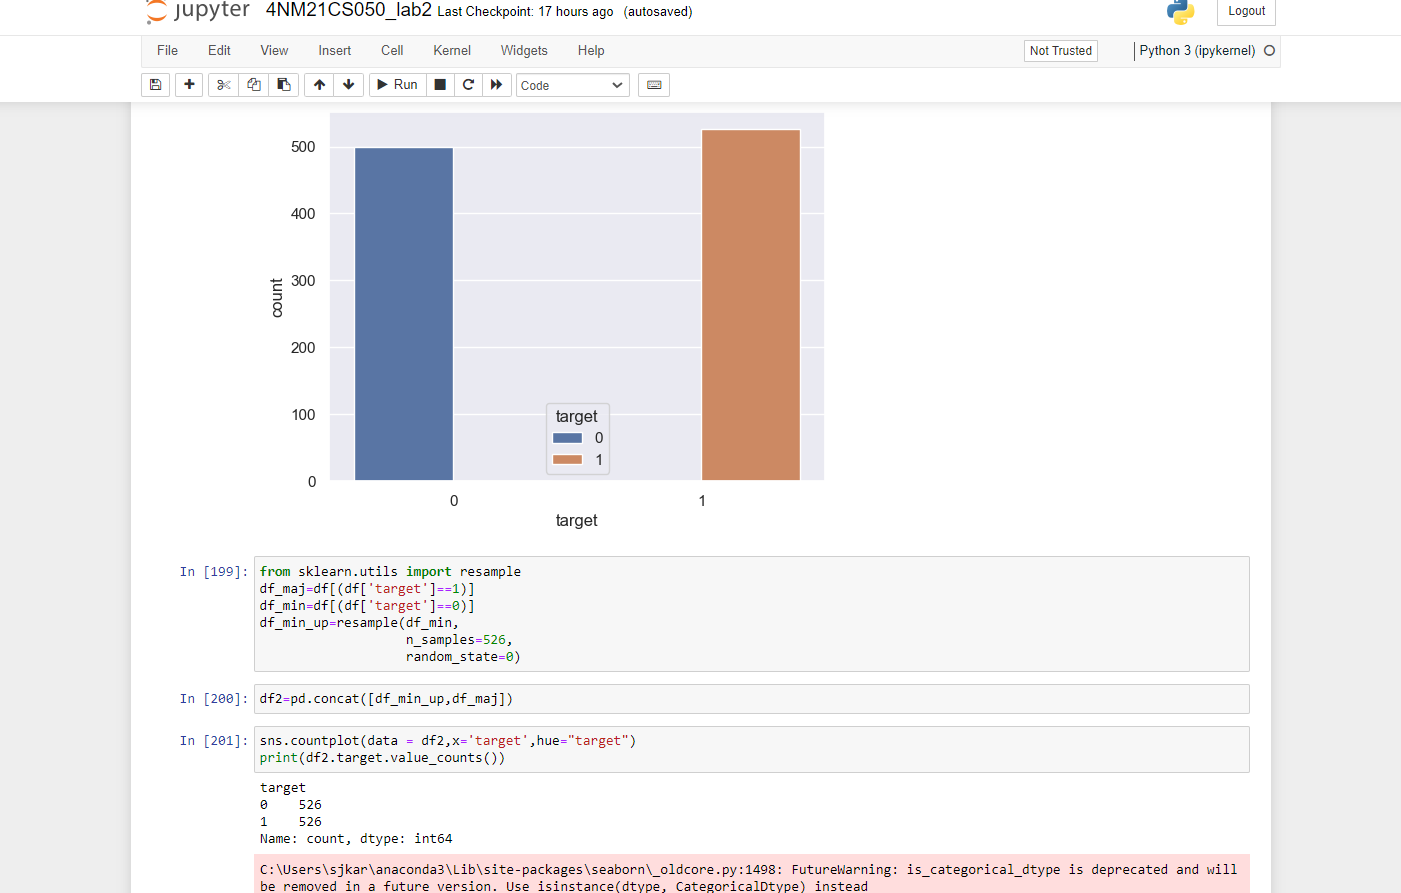 jupyter 4NM21CS050_lab2 Last Checkpoint: 17 hours ago (autosaved)
Logout
File Edit View Insert Cell Kernel Widgets Help
Not Trusted
Python 3 (ipykernel)
Run
Code
500
400
300
200
100
0
count
target
0
1
0 1
target
In [199]: from sklearn.utils import resample
df_maj=df[(df['target']==1)]
df_min=df[(df['target']==0)]
df_min_up=resample(df_min,
n_samples=526,
random_state=0)
In [200]: df2=pd.concat([df_min_up,df_maj])
In [201]: sns.countplot(data = df2,x='target',hue="target")
print(df2.target.value_counts())
target
0    526
1    526
Name: count, dtype: int64
C:\Users\sjkar\anaconda3\Lib\site-packages\seaborn\_oldcore.py:1498: FutureWarning: is_categorical_dtype is deprecated and will
be removed in a future version. Use isinstance(dtype, CategoricalDtype) instead